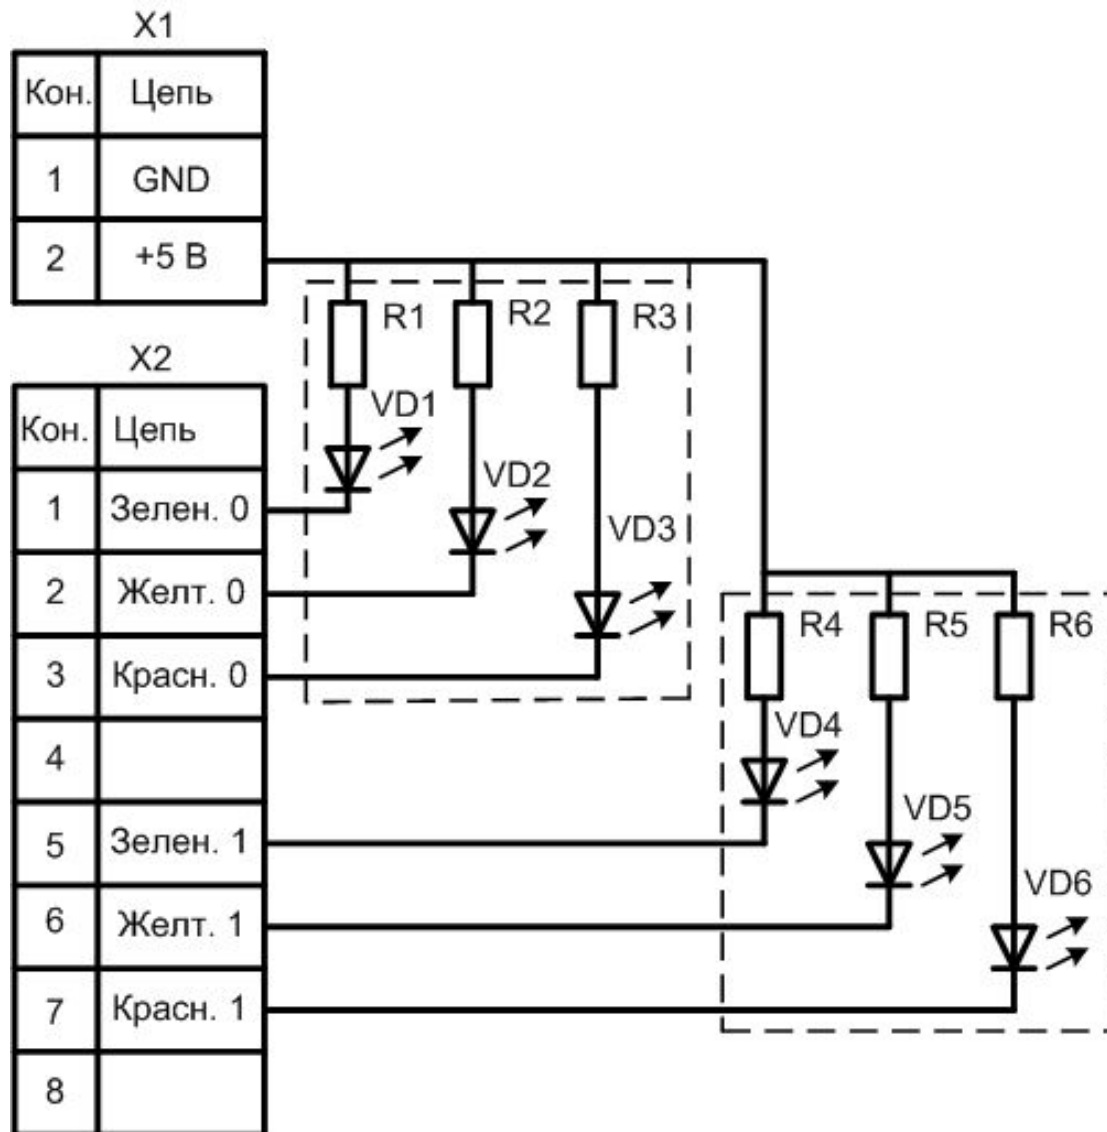 X1
Кон. Цепь
1 GND
2 +5 В
R1 R2 R3
X2
Кон. Цепь
VD1
VD2
1 Зелен. 0
VD3
2 Желт. 0
R4 R5 R6
3 Красн. 0
VD4
4
VD5
5 Зелен. 1
VD6
6 Желт. 1
7 Красн. 1
8